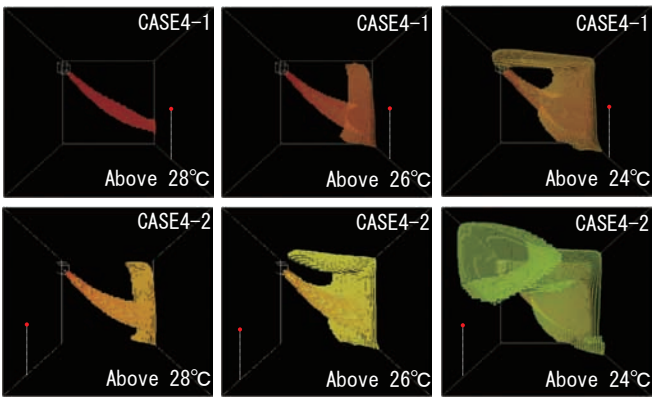 CASE4-1
Above 28℃
CASE4-1
Above 26℃
CASE4-1
Above 24℃
CASE4-2
Above 28℃
CASE4-2
Above 26℃
CASE4-2
Above 24℃